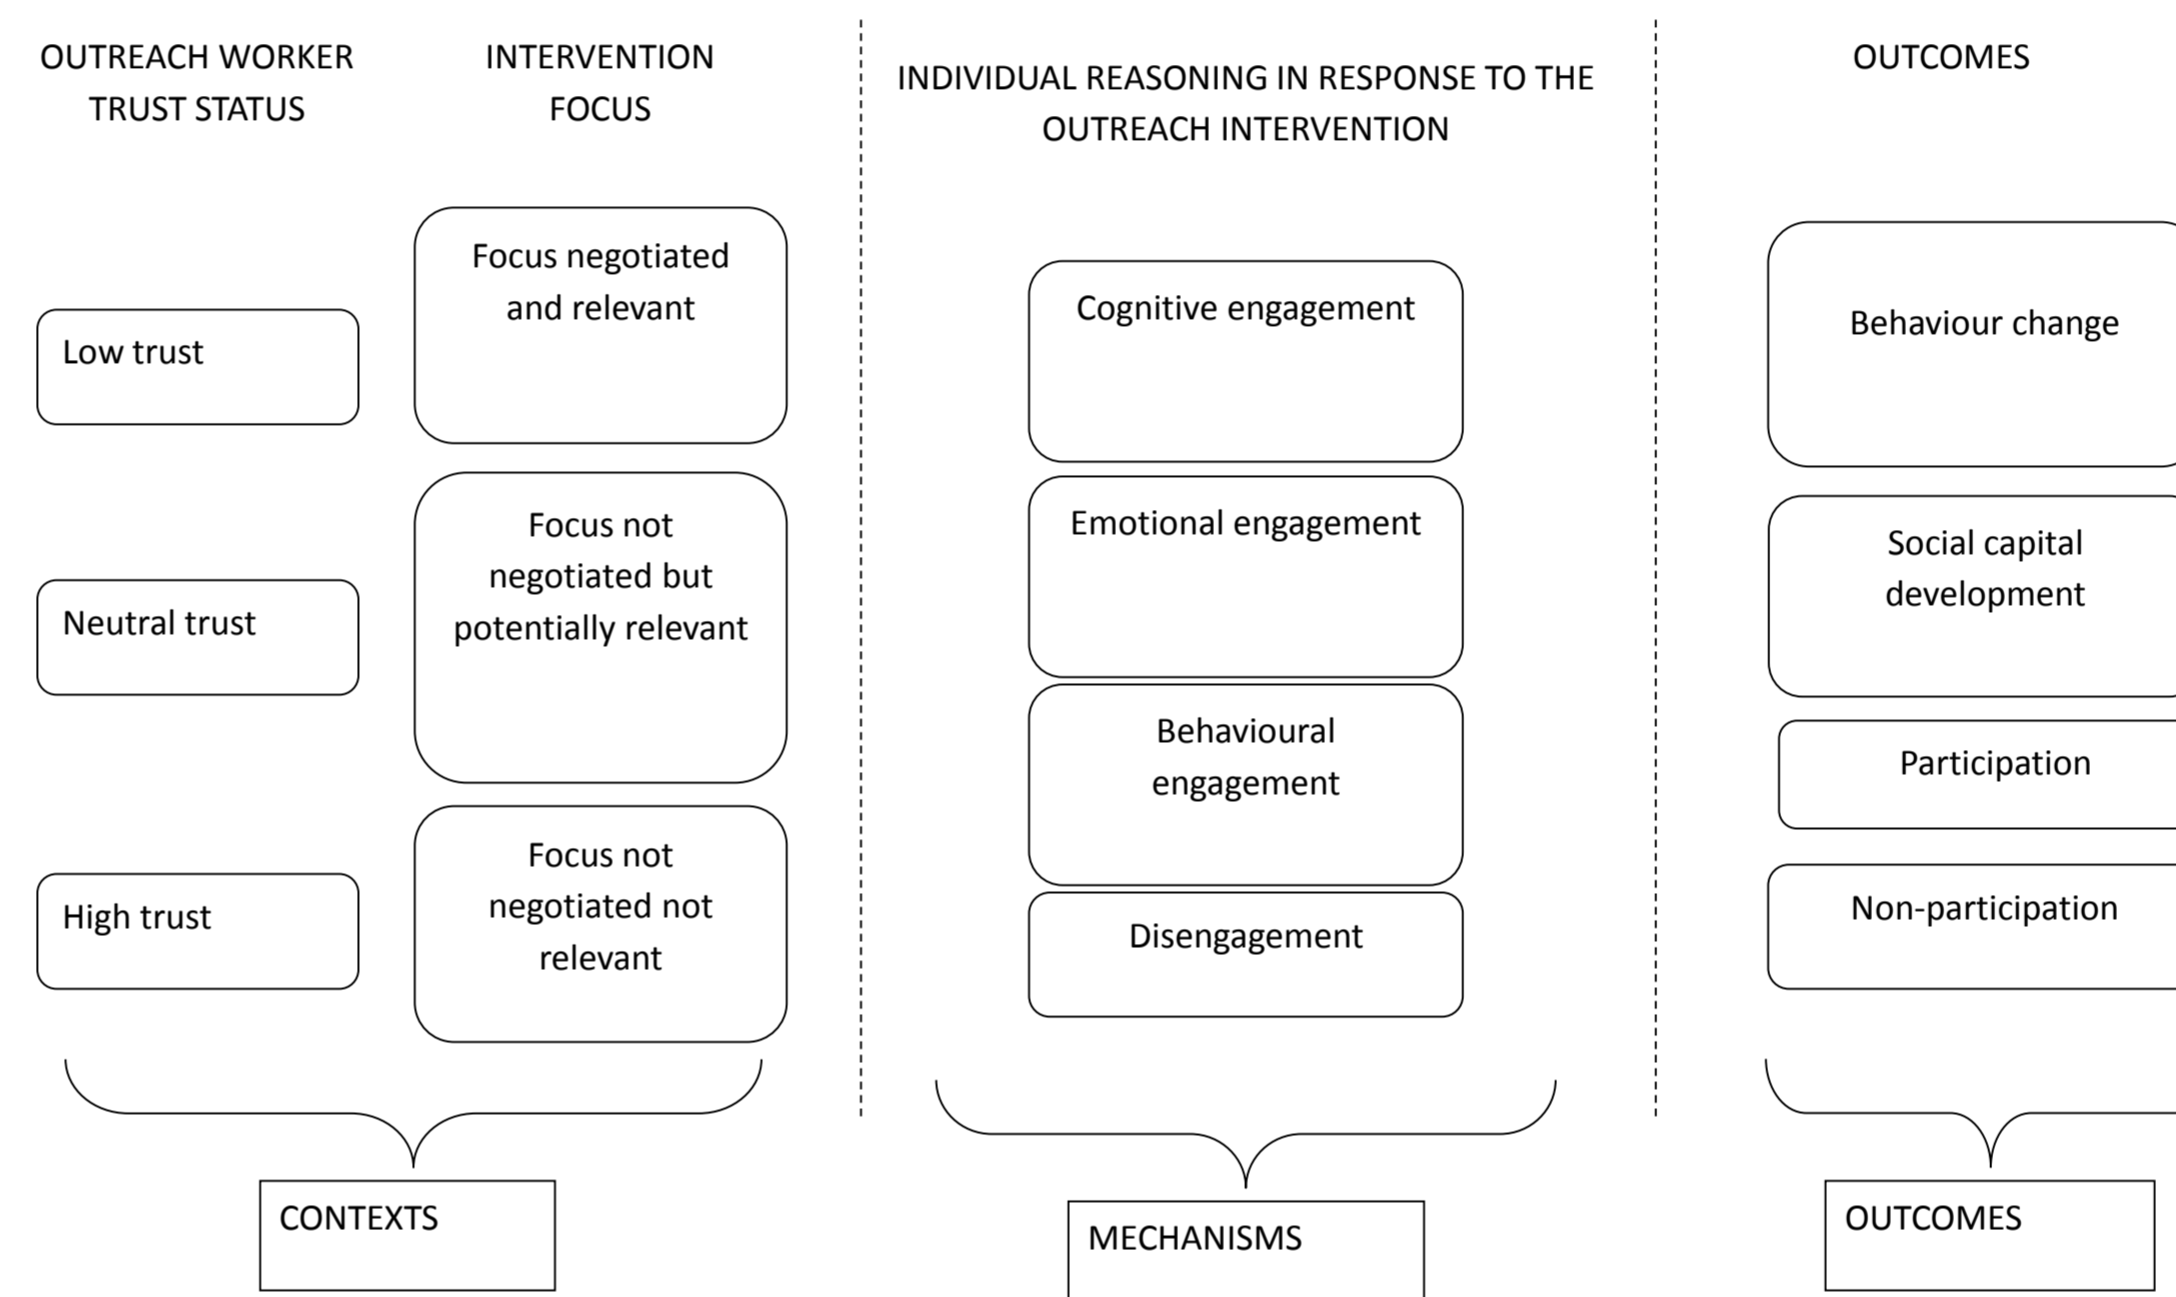 OUTREACH WORKER
TRUST STATUS
INTERVENTION
FOCUS
INDIVIDUAL REASONING IN RESPONSE TO THE
OUTREACH INTERVENTION
OUTCOMES
Low trust
Neutral trust
High trust
Focus negotiated
and relevant
Focus not
negotiated but
potentially relevant
Focus not
negotiated not
relevant
Cognitive engagement
Emotional engagement
Behavioural
engagement
Disengagement
Behaviour change
Social capital
development
Participation
Non-participation
CONTEXTS
MECHANISMS
OUTCOMES